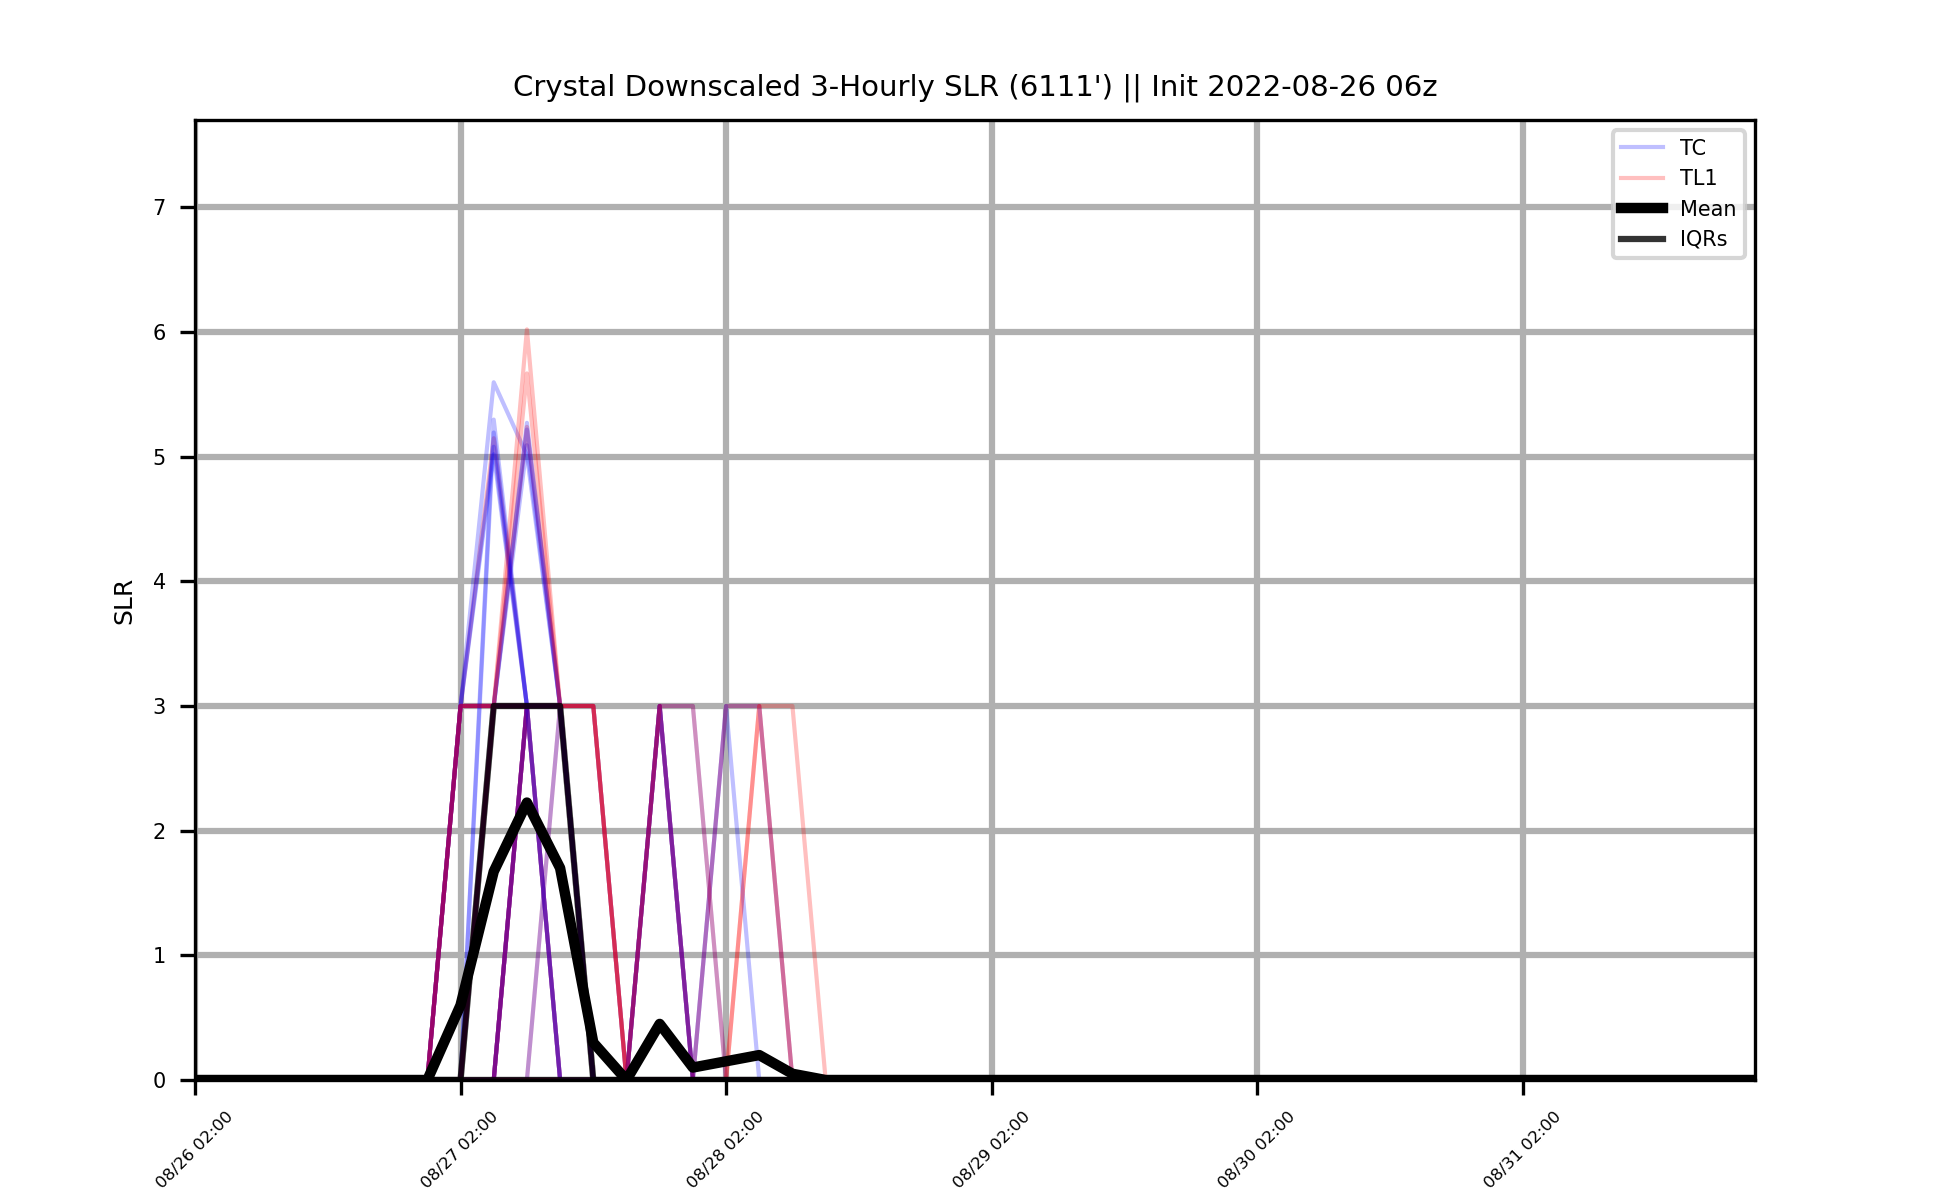 Crystal Downscaled 3-Hourly SLR (6111') || Init 2022-08-26 06z
TC
TL1
Mean
IQRs
7
6
5
4
3
2
1
0
SLR
08/26 02:00
08/27 02:00
08/28 02:00
08/29 02:00
08/30 02:00
08/31 02:00